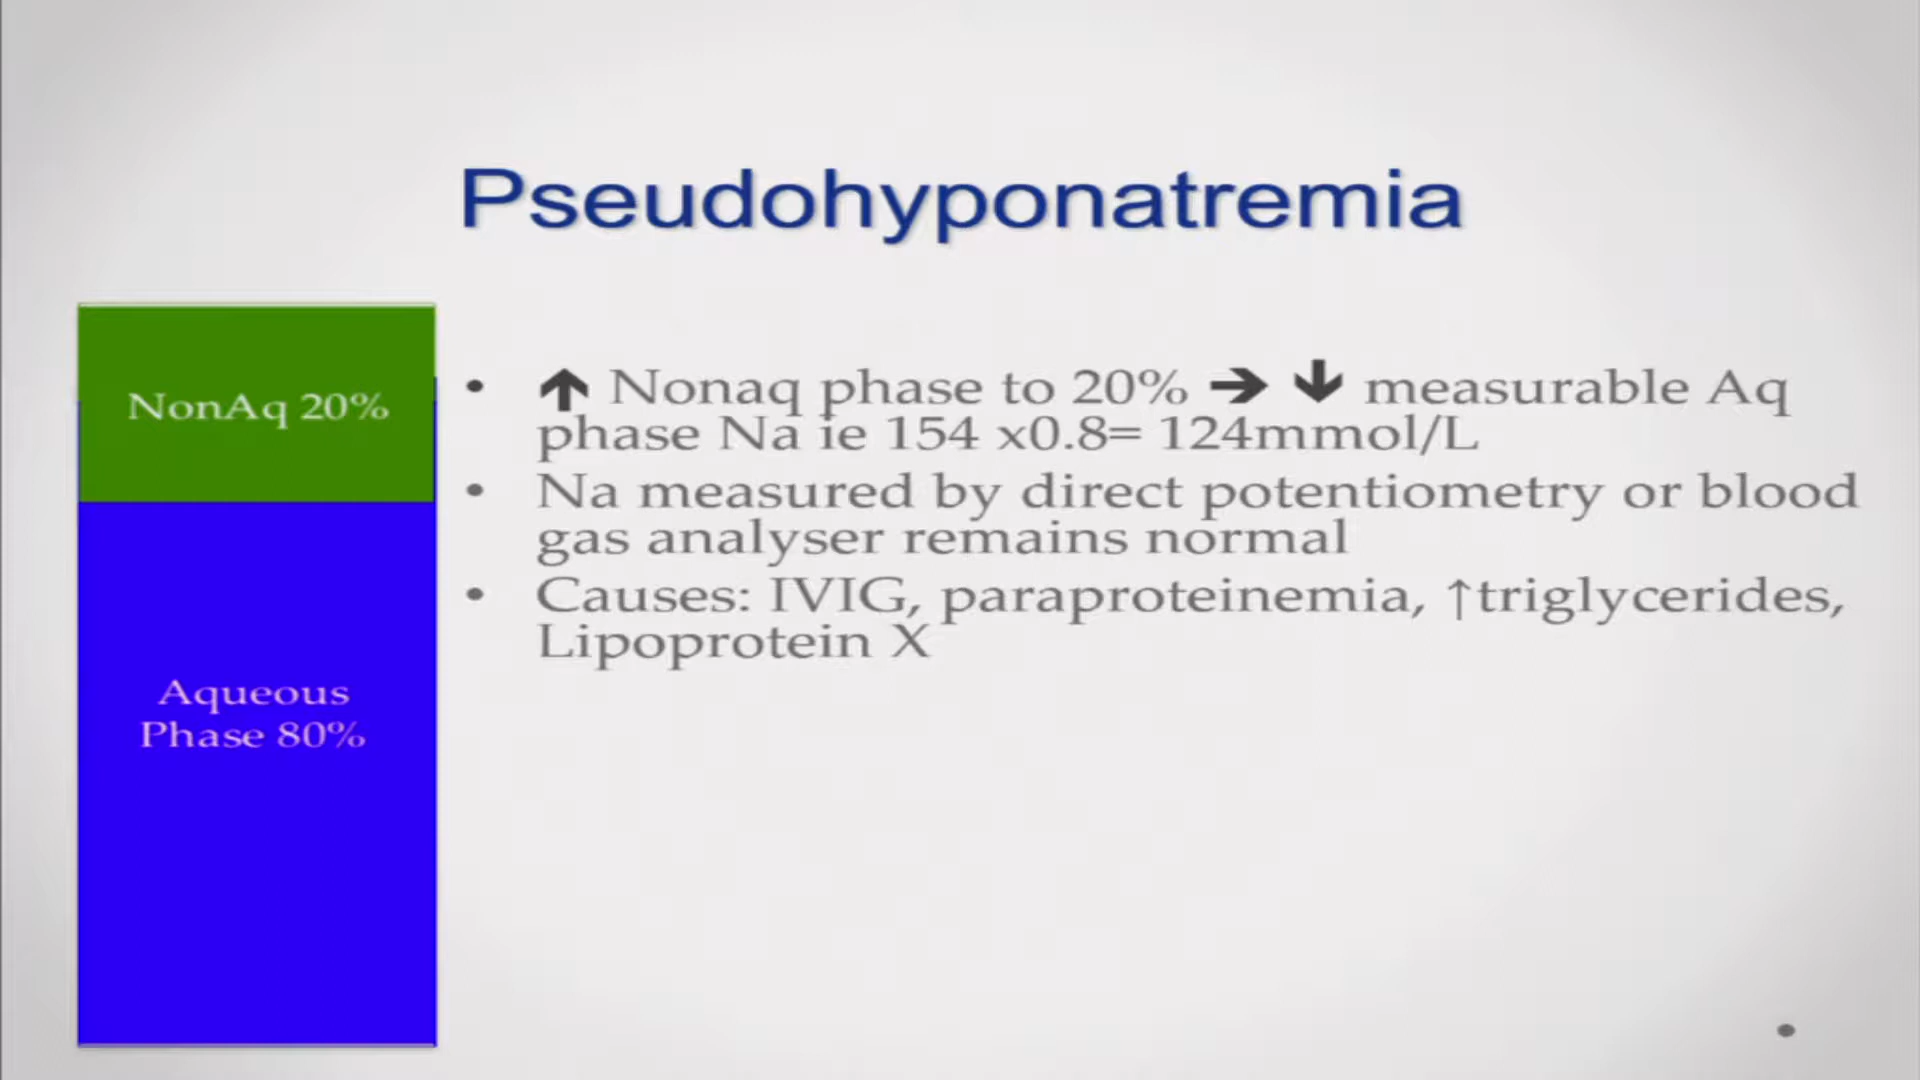 Pseudohyponatremia
NonAq 20%
Aqueous
Phase 80%
• ↑ Nonaq phase to 20% → ↓ measurable Aq
phase Na ie 154 x0.8= 124mmol/L
• Na measured by direct potentiometry or blood
gas analyser remains normal
• Causes: IVIG, paraproteinemia, ↑triglycerides,
Lipoprotein X